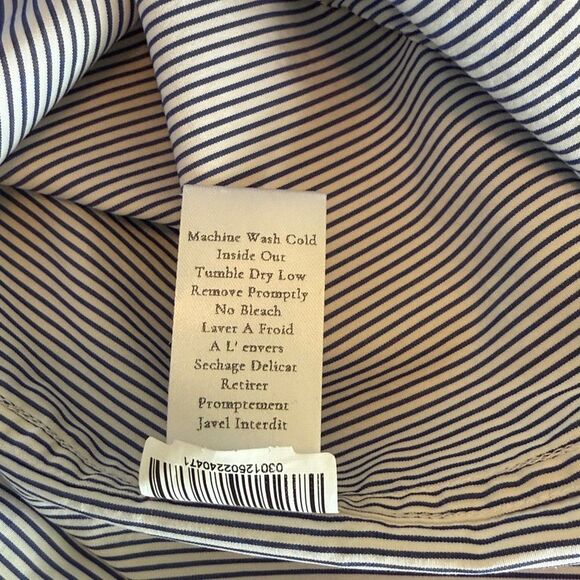 Machine Wash Cold
Inside Out
Tumble Dry Low
Remove Promptly
No Bleach
Laver A Froid
A L' envers
Sechage Delicat
Retirer
Promptement
Javel Interdit
03012502240471